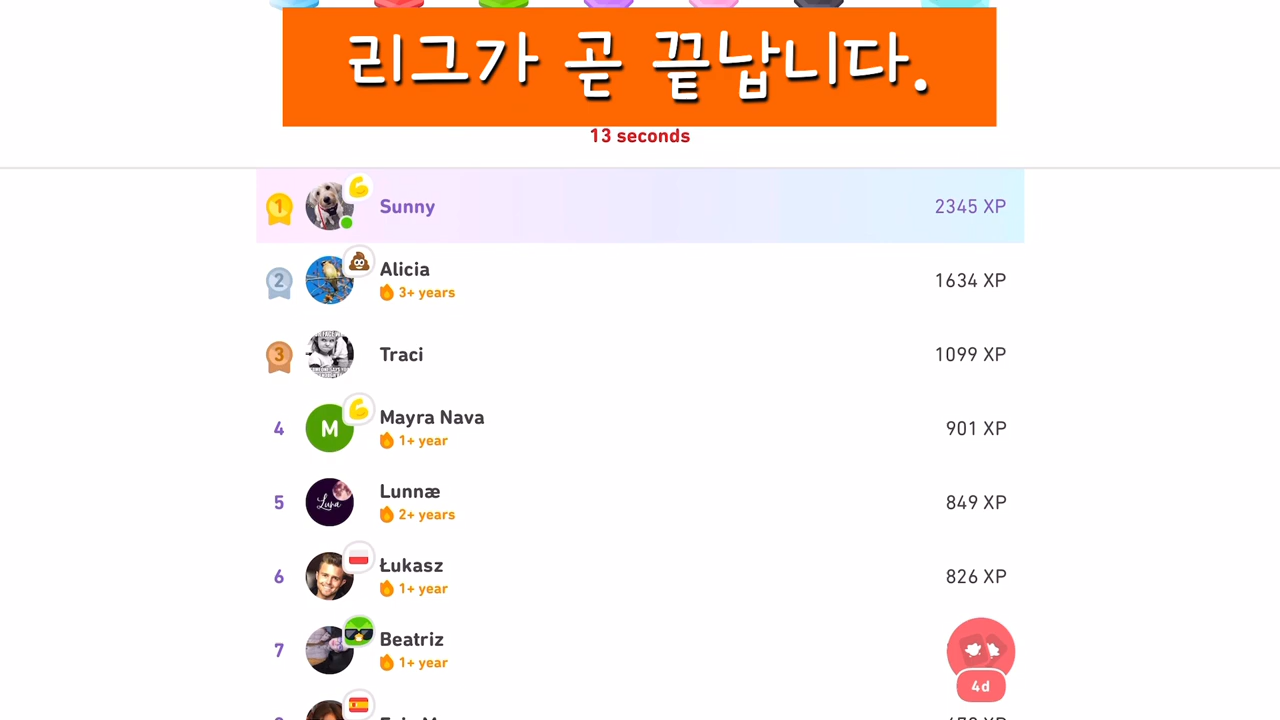 리그가 곧 끝납니다.
13 seconds
1
Sunny
2345 XP
2
Alicia
3+ years
1634 XP
3
Traci
1099 XP
4
M
Mayra Nava
1+ year
901 XP
5
Luna
Lunnæ
2+ years
849 XP
6
Łukasz
1+ year
826 XP
7
Beatriz
1+ year
4d